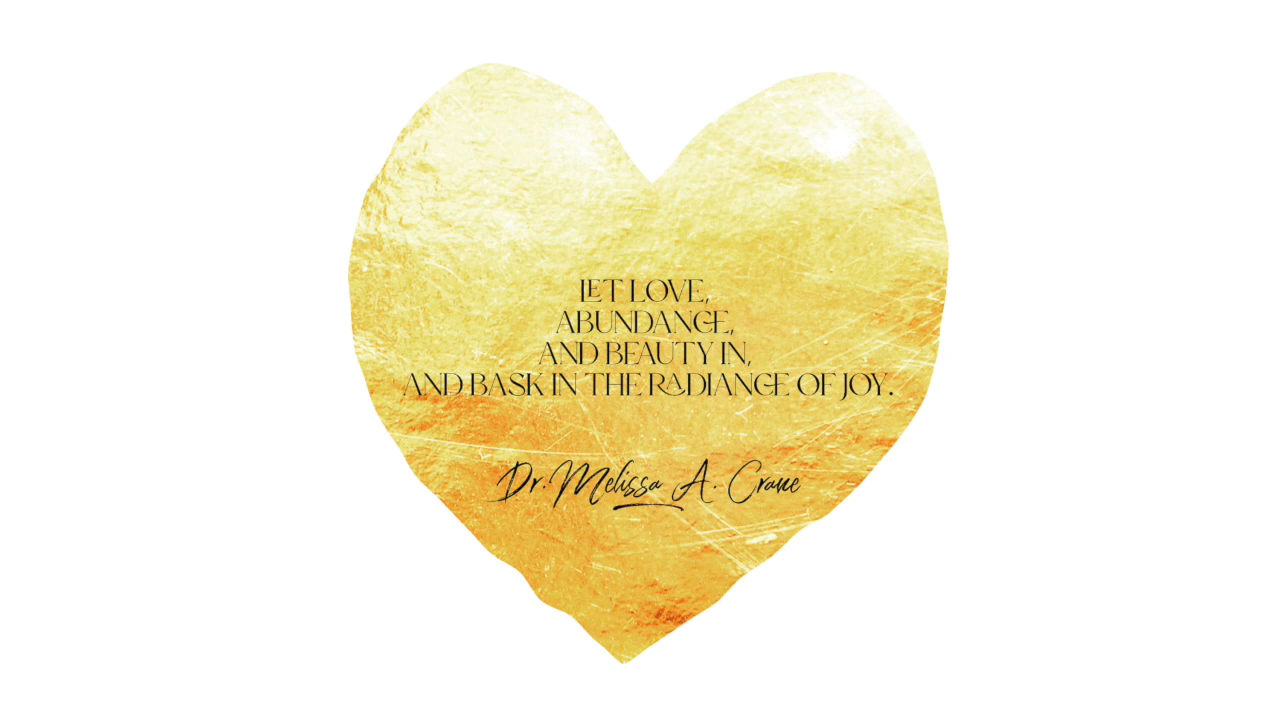 LET LOVE,
ABUNDANCE,
AND BEAUTY IN,
AND BASK IN THE RADIANCE OF JOY.
Dr. Melissa A. Crane